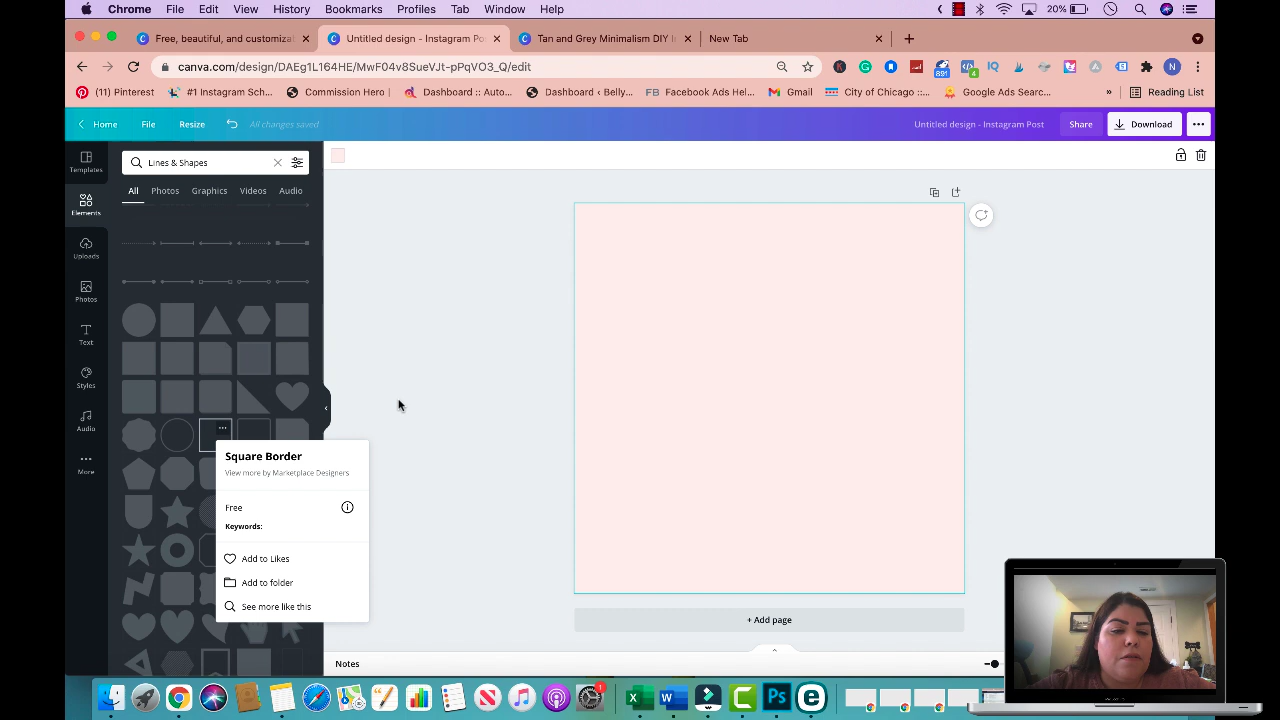 Chrome File Edit View History Bookmarks Profiles Tab Window Help 20%
Free, beautiful, and customiza Untitled design - Instagram Po Tan and Grey Minimalism DIY I New Tab
canva.com/design/DAEg1L164HE/MwF04v8SueVJt-pPqVO3_Q/edit
891
4
N
(11) Pinterest #1 Instagram Sch... Commission Hero | Dashboard :: Auto... Dashboard ‹ Belly... FB Facebook Ads Hel... Gmail City of Chicago ::... Google Ads Searc... » Reading List
Home File Resize All changes saved Untitled design - Instagram Post Share Download
Templates
Elements
Uploads
Photos
Text
Styles
Audio
More
Lines & Shapes
All Photos Graphics Videos Audio
Square Border
View more by Marketplace Designers
Free
Keywords:
Add to Likes
Add to folder
See more like this
+ Add page
Notes
1
Ps